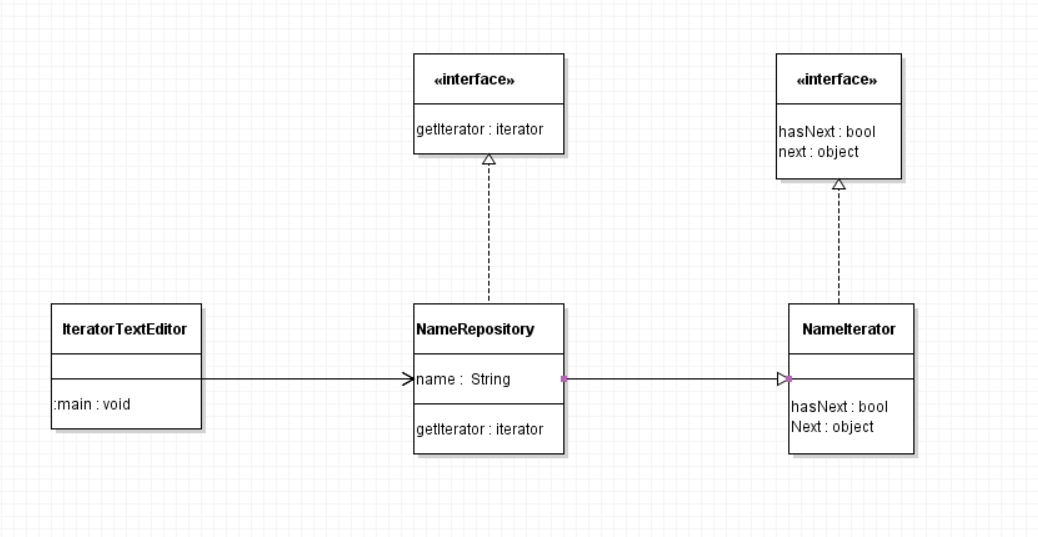 «interface»
getIterator : iterator
«interface»
hasNext : bool
next : object
IteratorTextEditor
:main : void
NameRepository
name : String
getIterator : iterator
NameIterator
hasNext : bool
Next : object